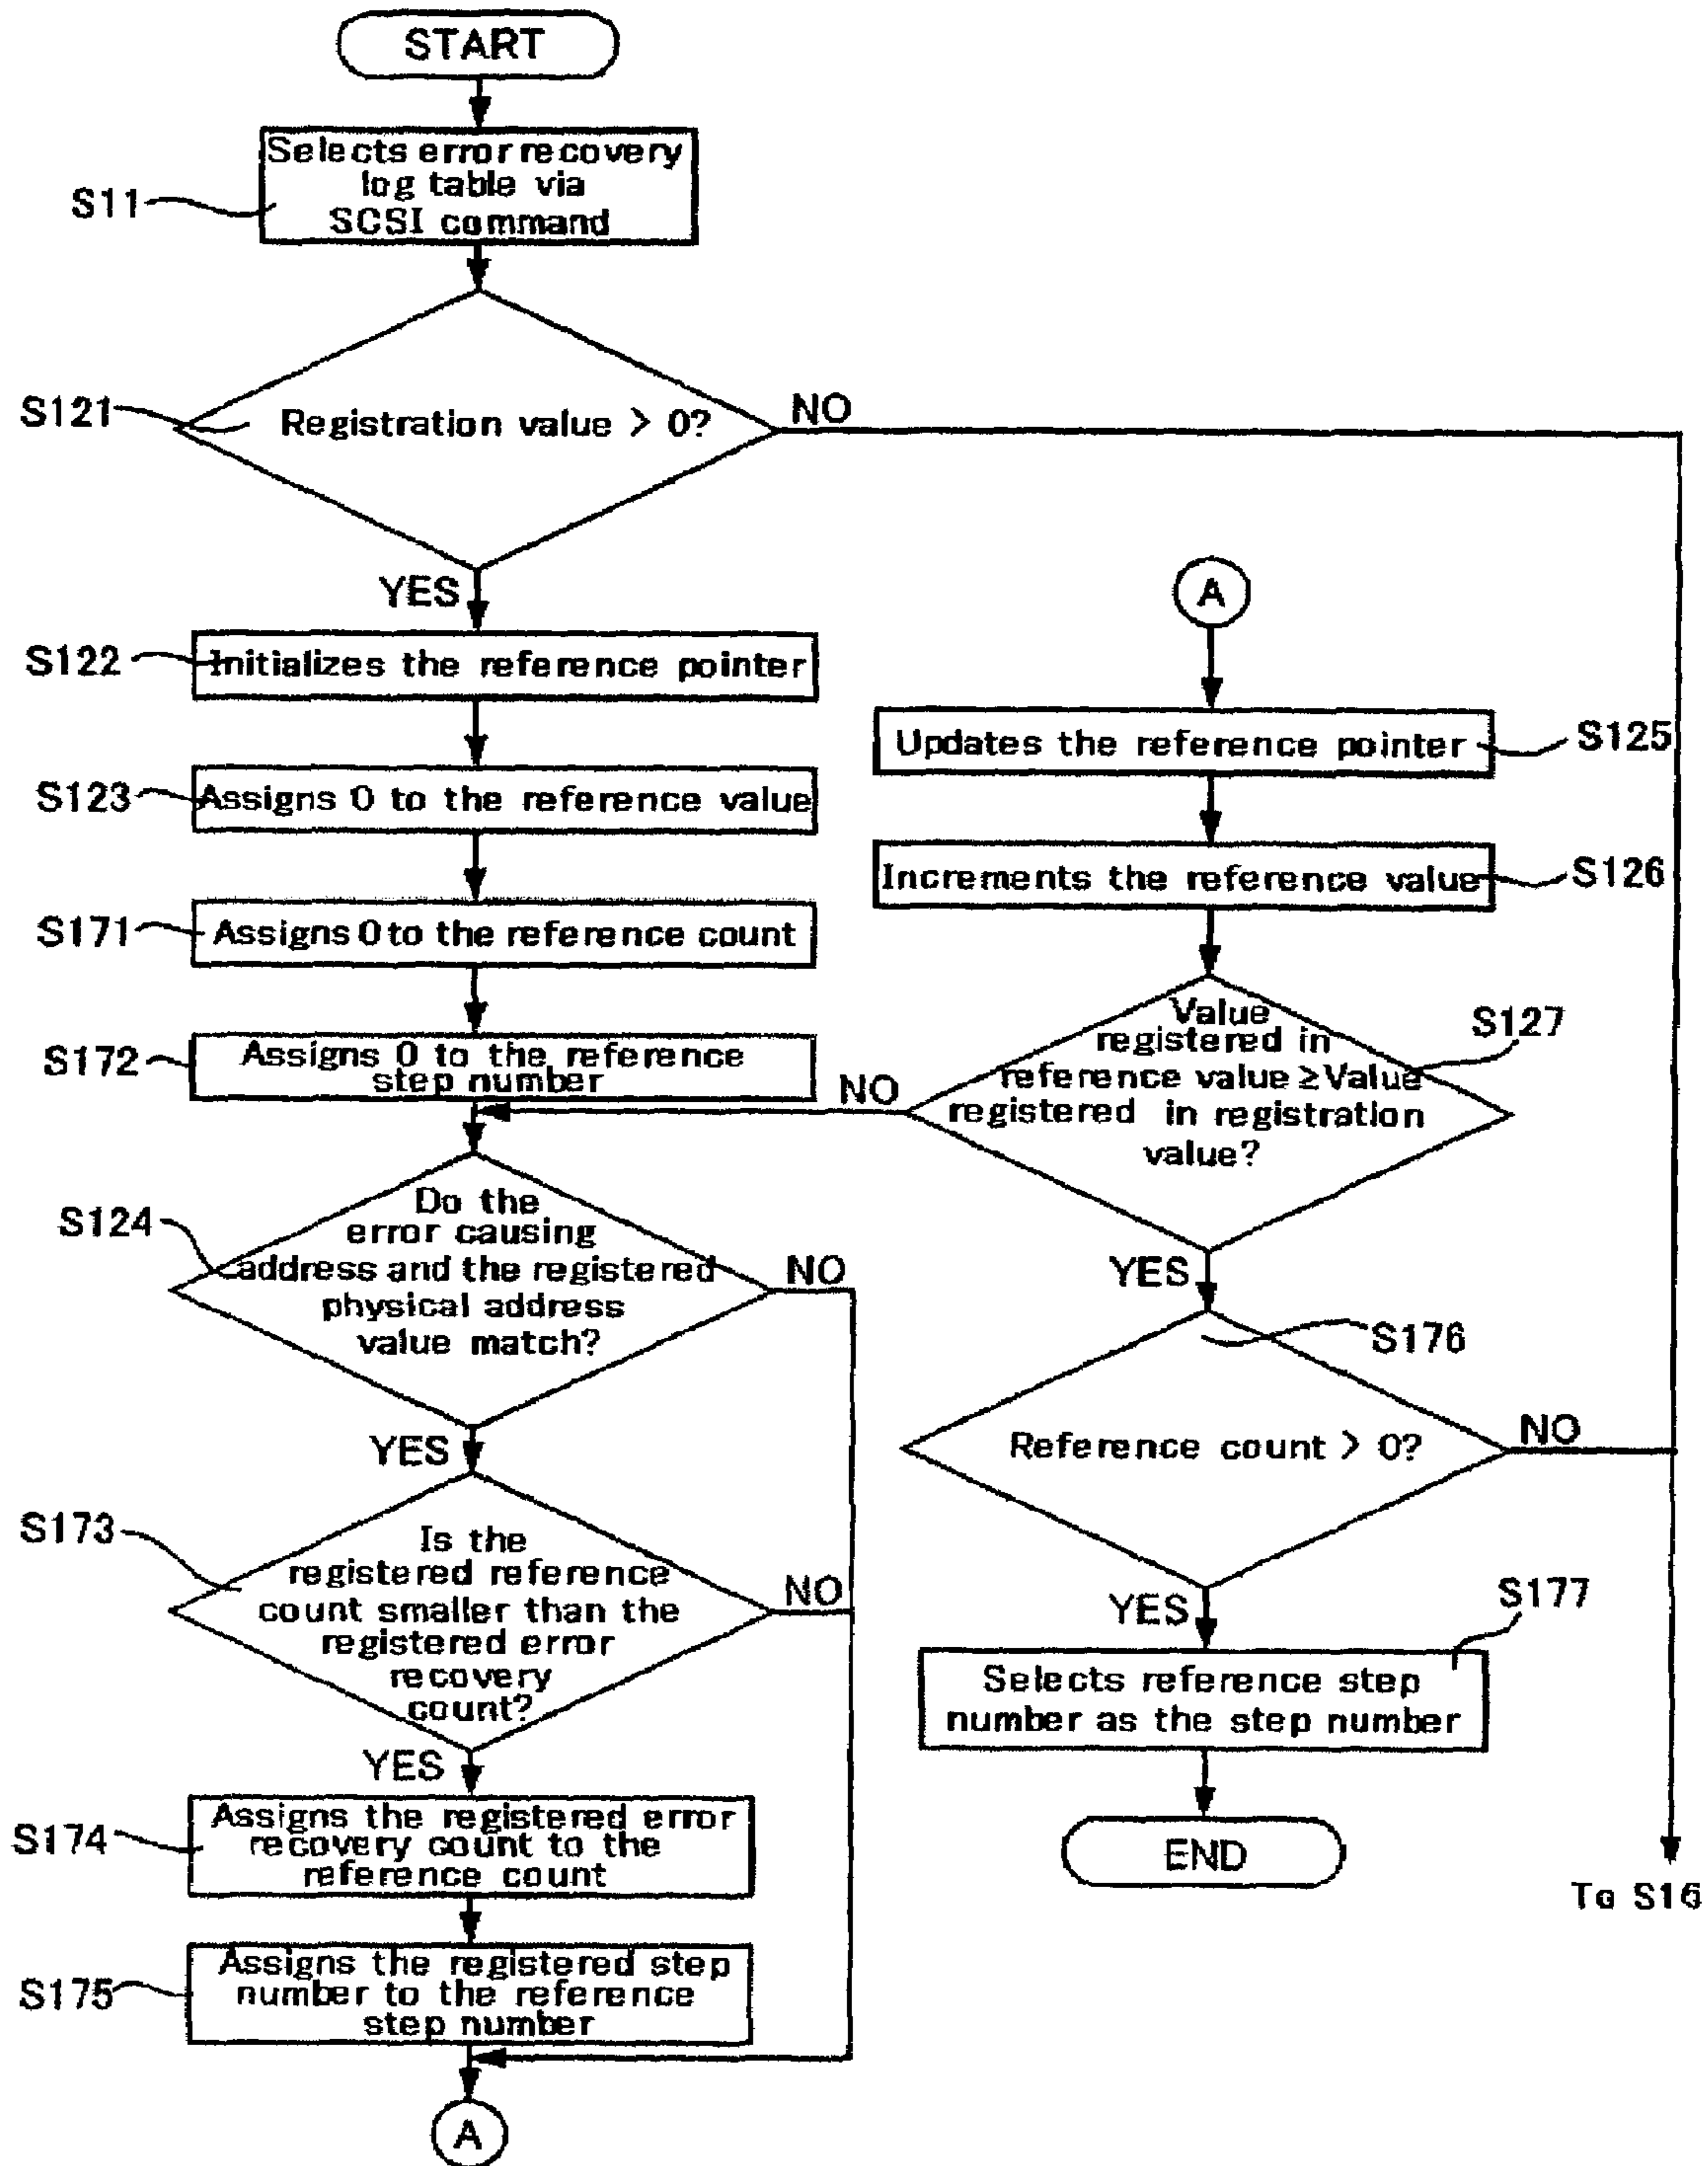 START
Selects error recovery
log table via
SCSI command
S11
S121
Registration value > 0?
NO
YES
S122
Initializes the reference pointer
S123
Assigns 0 to the reference value
S171
Assigns 0 to the reference count
S172
Assigns 0 to the reference
step number
S124
Do the
error causing
address and the registered
physical address
value match?
NO
YES
S173
Is the
registered reference
count smaller than the
registered error
recovery
count?
NO
YES
S174
Assigns the registered error
recovery count to the
reference count
S175
Assigns the registered step
number to the reference
step number
A
A
Updates the reference pointer
S125
Increments the reference value
S126
Value
registered in
reference value ≥ Value
registered in registration
value?
S127
NO
YES
S176
Reference count > 0?
NO
YES
S177
Selects reference step
number as the step number
END
To S16